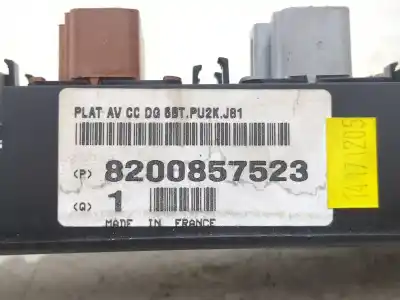 PLAT AV CC DG 6BT.PU2K.J81
(P) 8200857523
(Q) 1
MADE IN FRANCE